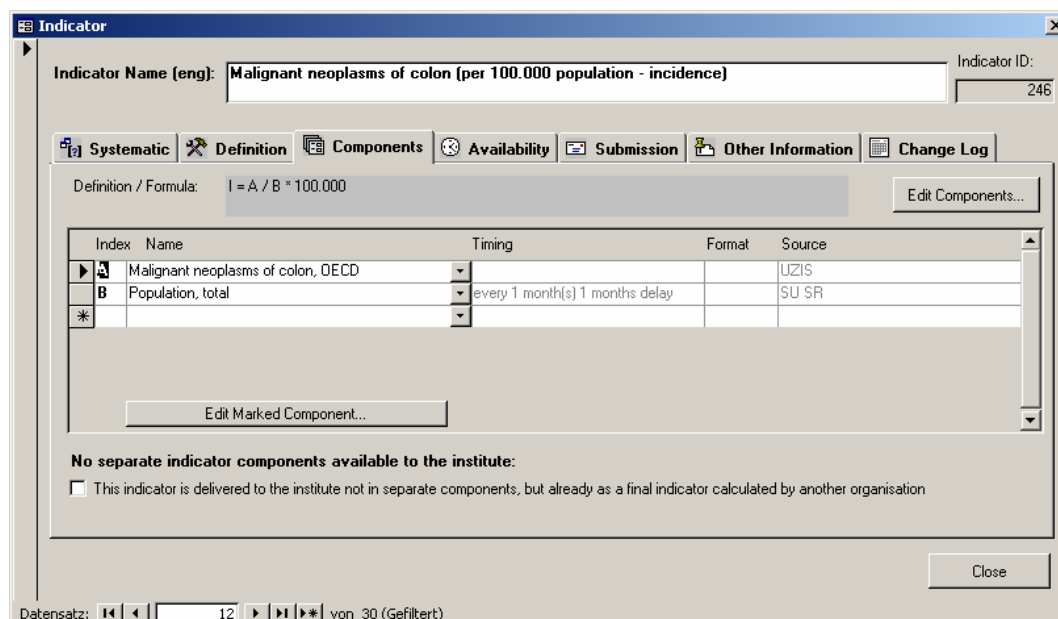 Indicator
Indicator Name (eng): Malignant neoplasms of colon (per 100.000 population - incidence)
Indicator ID:
246
Systematic Definition Components Availability Submission Other Information Change Log
Definition / Formula: I = A / B * 100.000
Edit Components...
Index Name Timing Format Source
A Malignant neoplasms of colon, OECD UZIS
B Population, total every 1 month(s) 1 months delay SU SR
Edit Marked Component...
No separate indicator components available to the institute:
This indicator is delivered to the institute not in separate components, but already as a final indicator calculated by another organisation
Close
Datensatz: 12 von 30 (Gefiltert)